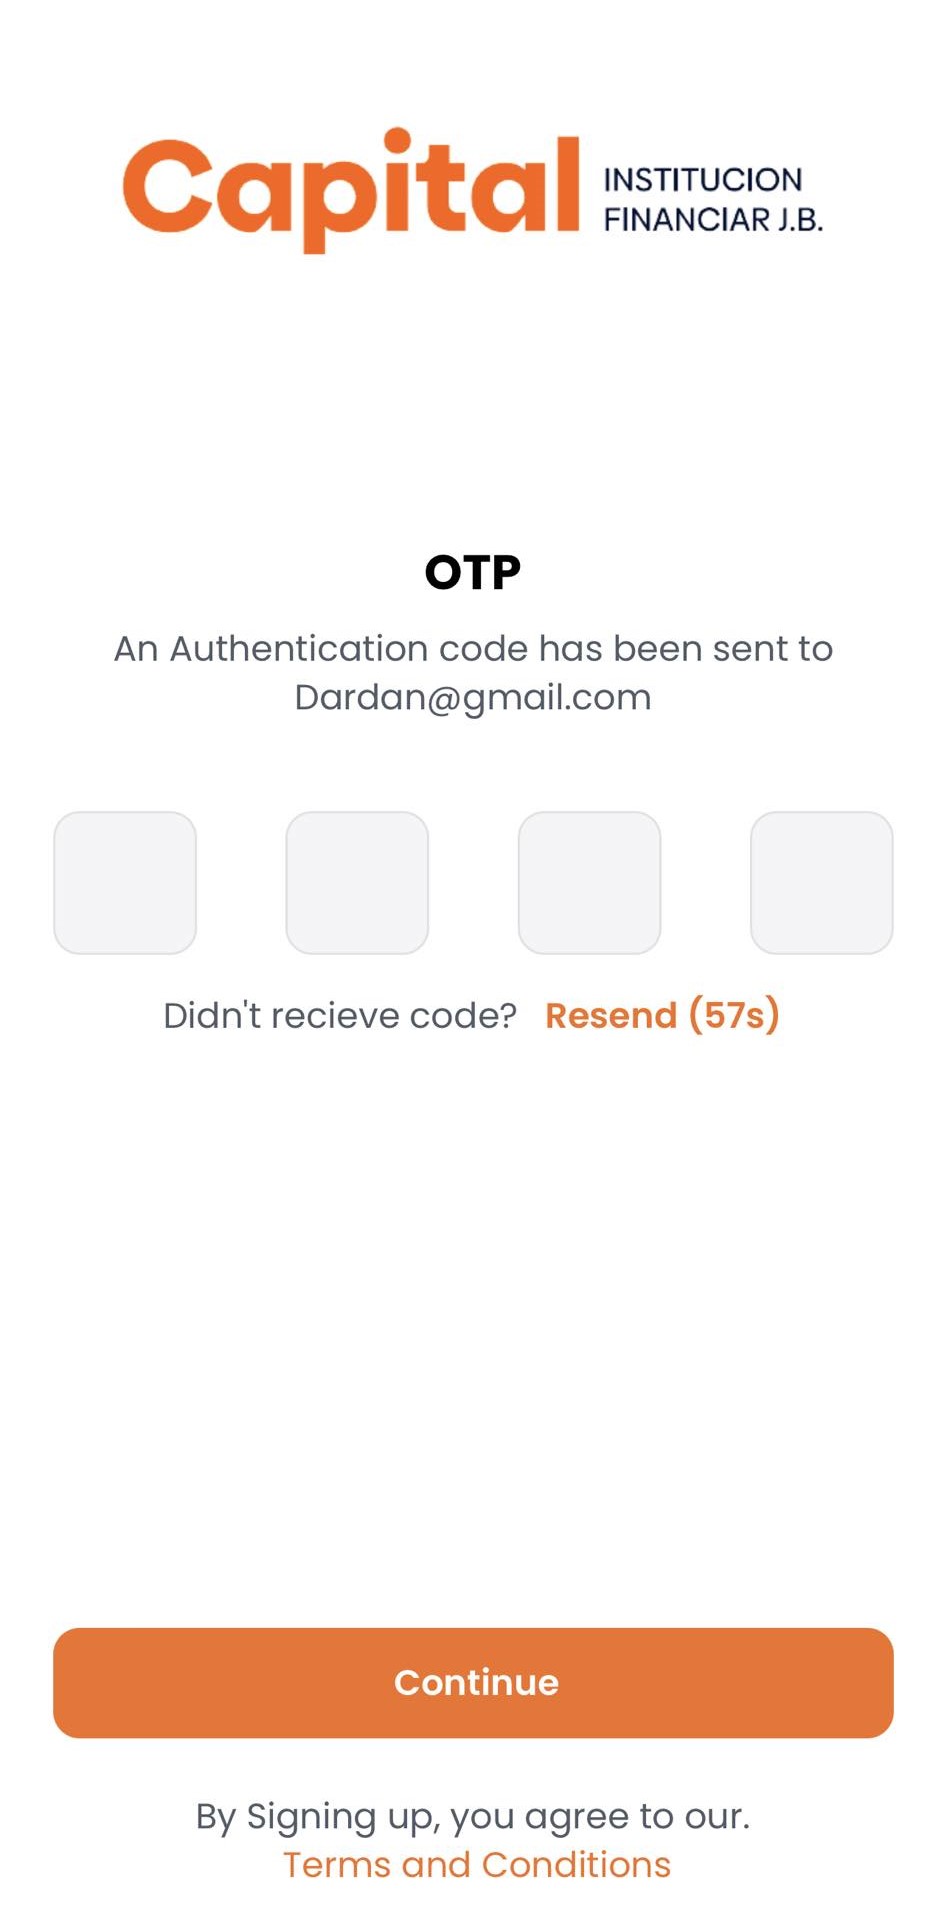 Capital
INSTITUCION
FINANCIAR J.B.
OTP
An Authentication code has been sent to
Dardan@gmail.com
Didn't recieve code? Resend (57s)
Continue
By Signing up, you agree to our.
Terms and Conditions